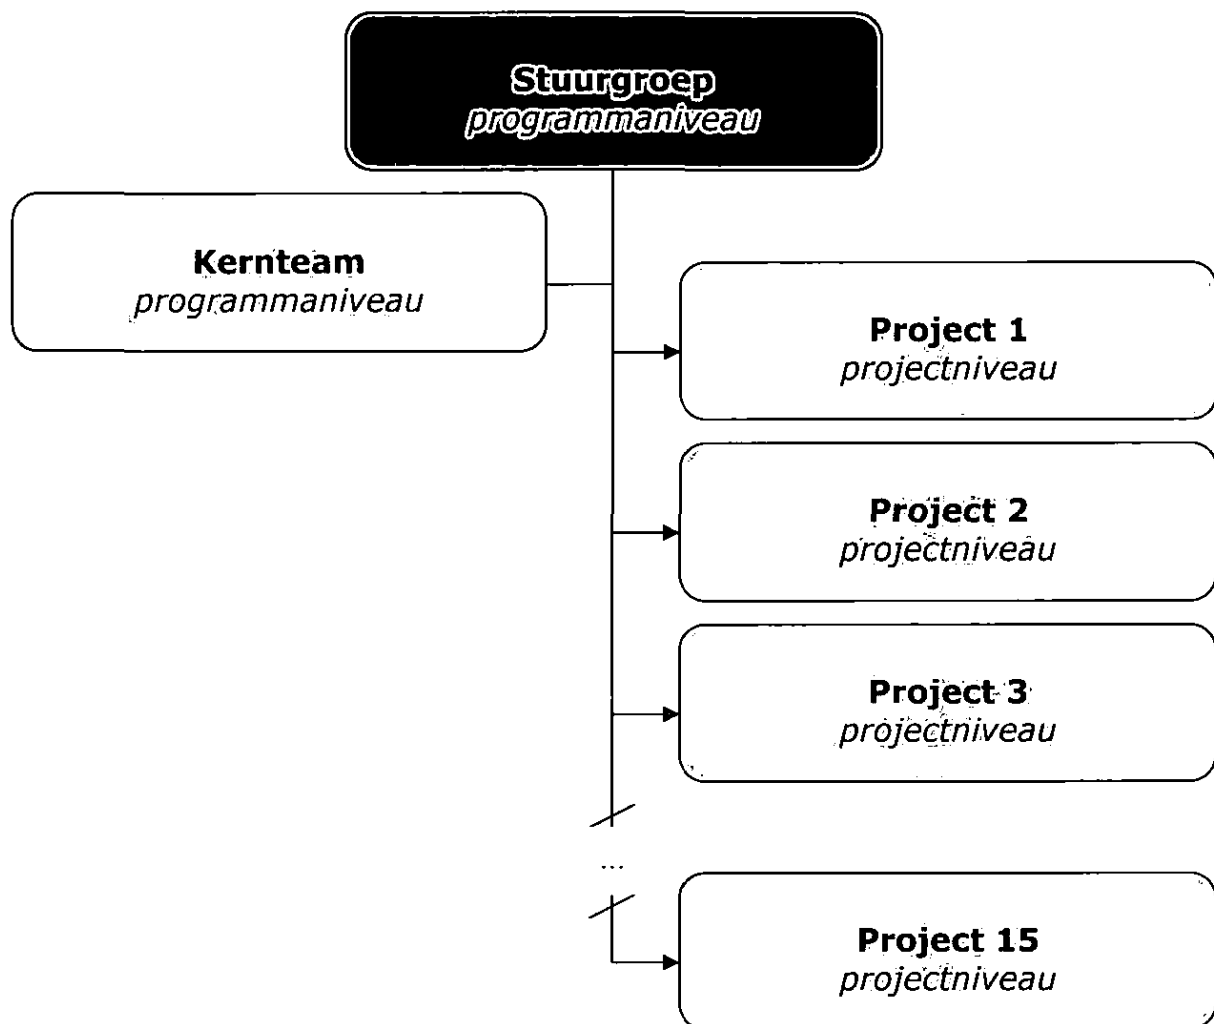 Stuurgroep
programmaniveau
Kernteam
programmaniveau
Project 1
projectniveau
Project 2
projectniveau
Project 3
projectniveau
...
Project 15
projectniveau